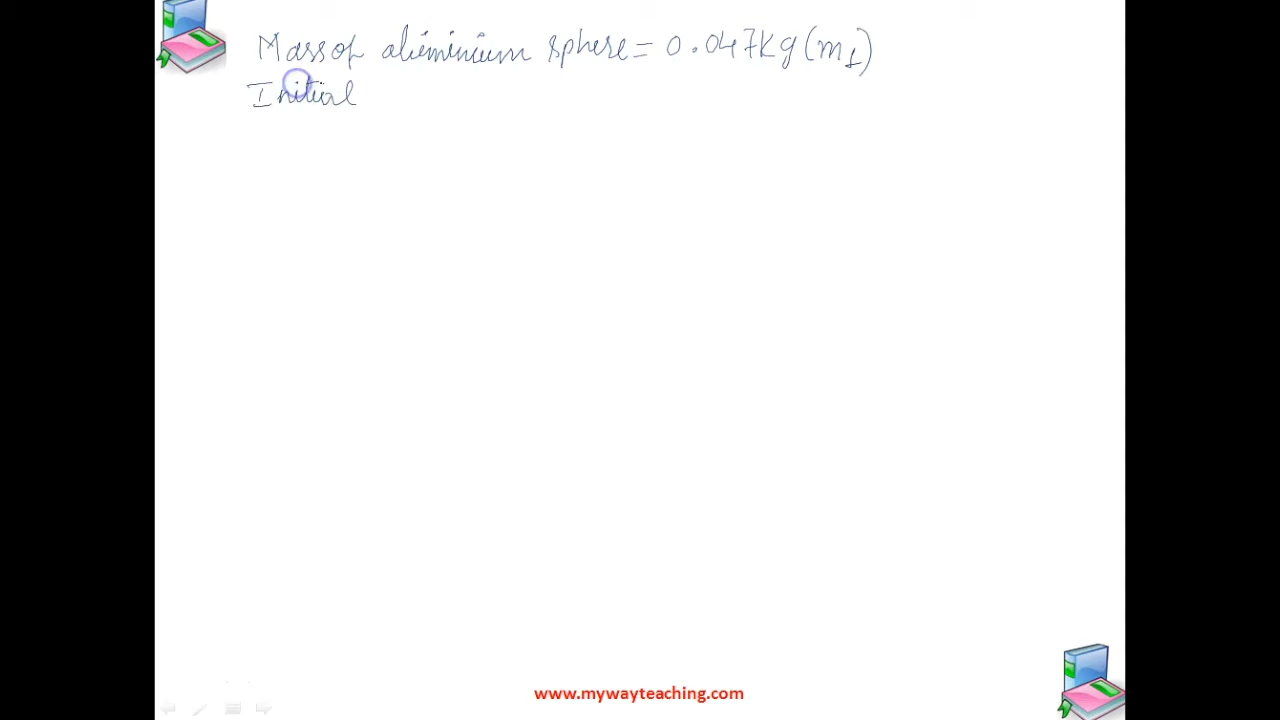 Mass of aluminium sphere = 0.047Kg (m1)
Initial
www.mywayteaching.com